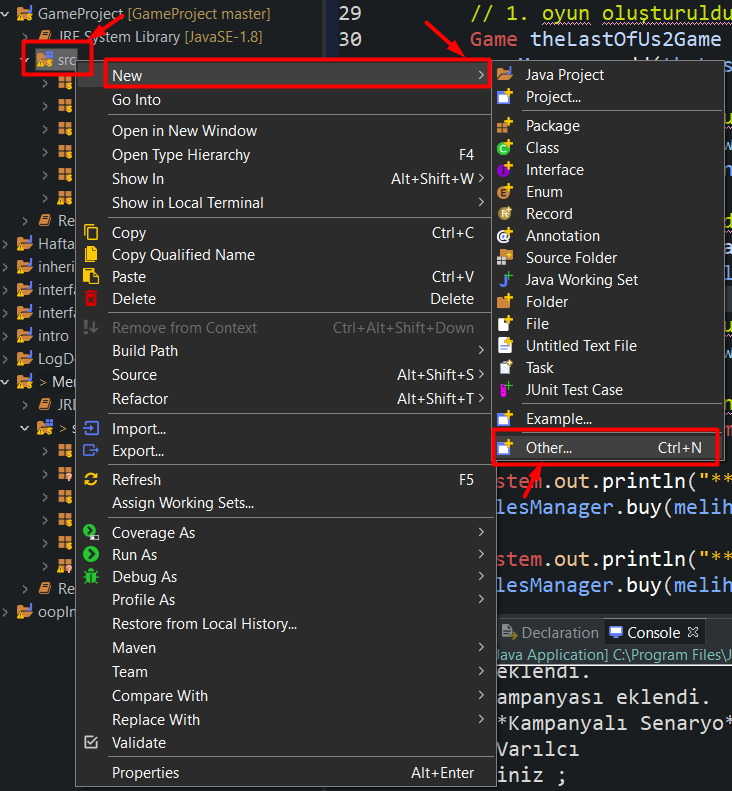 GameProject [GameProject master]
JRE System Library [JavaSE-1.8]
src
Re
Hafta
inheri
interfa
interfa
intro
LogDe
> Mer
JRE
> s
Re
oopIn
New
Go Into
Open in New Window
Open Type Hierarchy F4
Show In Alt+Shift+W
Show in Local Terminal
Copy Ctrl+C
Copy Qualified Name
Paste Ctrl+V
Delete Delete
Remove from Context Ctrl+Alt+Shift+Down
Build Path
Source Alt+Shift+S
Refactor Alt+Shift+T
Import...
Export...
Refresh F5
Assign Working Sets...
Coverage As
Run As
Debug As
Profile As
Restore from Local History...
Maven
Team
Compare With
Replace With
Validate
Properties Alt+Enter
Java Project
Project...
Package
Class
Interface
Enum
Record
Annotation
Source Folder
Java Working Set
Folder
File
Untitled Text File
Task
JUnit Test Case
Example...
Other... Ctrl+N
29 // 1. oyun oluşturuldu
30 Game theLastOfUs2Game
stem.out.println("**
lesManager.buy(melih
stem.out.println("**
lesManager.buy(melih
Declaration Console
Java Application] C:\Program Files\J
eklendi.
ampanyası eklendi.
*Kampanyalı Senaryo*
Varılcı
iniz ;